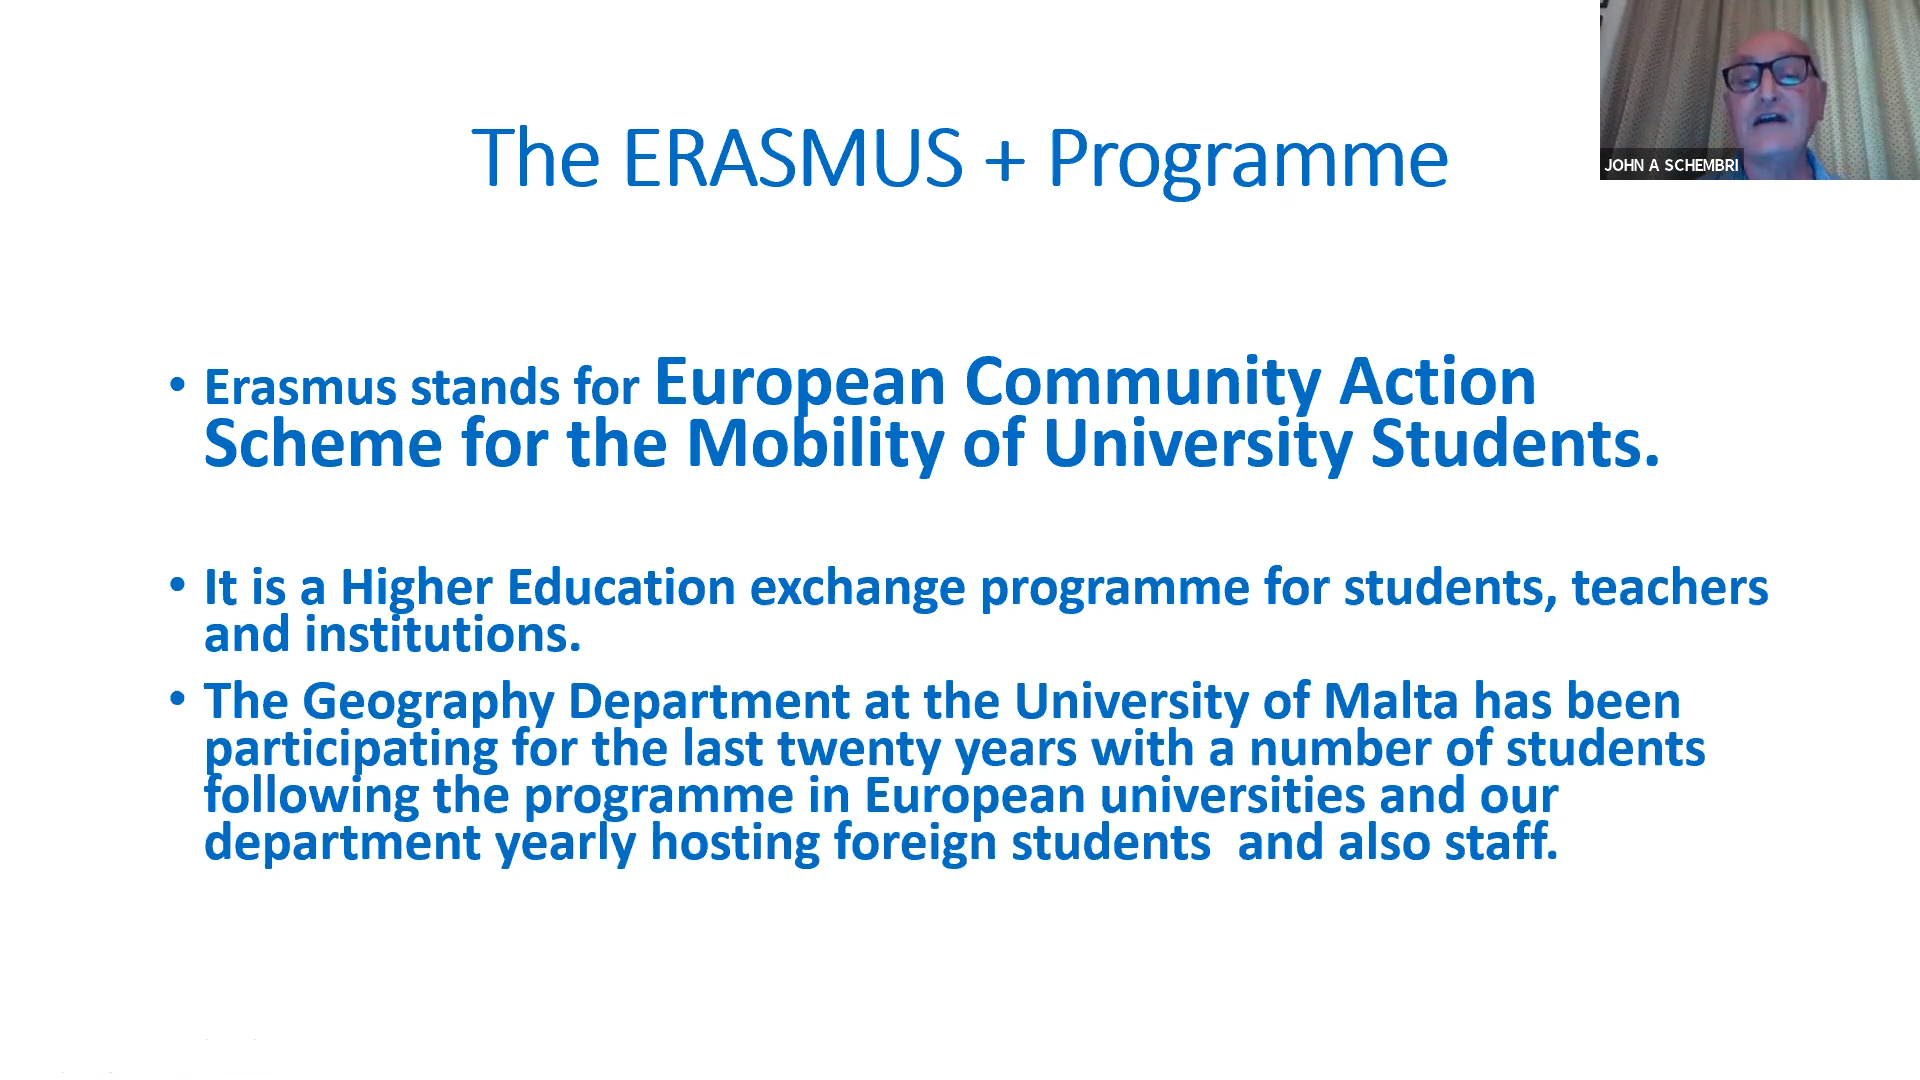 The ERASMUS + Programme
JOHN A SCHEMBRI
• Erasmus stands for European Community Action
Scheme for the Mobility of University Students.
• It is a Higher Education exchange programme for students, teachers
and institutions.
• The Geography Department at the University of Malta has been
participating for the last twenty years with a number of students
following the programme in European universities and our
department yearly hosting foreign students  and also staff.